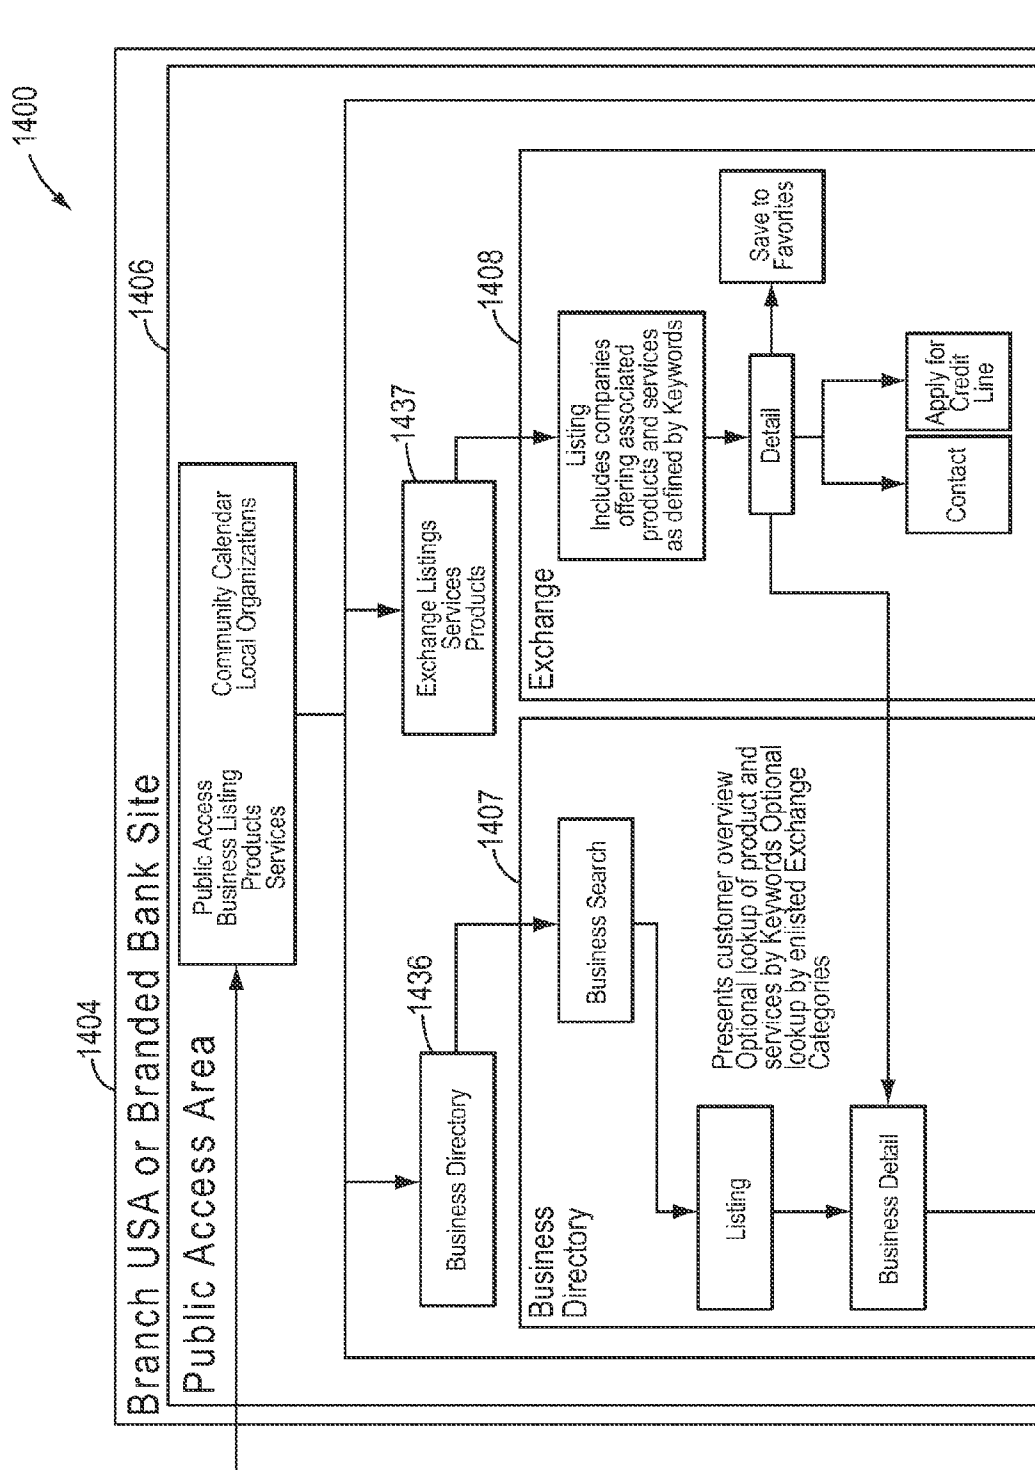 1400
1404
Branch USA or Branded Bank Site
1406
Public Access Area
Public Access
Business Listing
Products
Services
Community Calendar
Local Organizations
1436
Business Directory
1437
Exchange Listings
Services
Products
1407
Business
Directory
Business Search
Listing
Presents customer overview
Optional lookup of product and
services by Keywords Optional
lookup by enlisted Exchange
Categories
Business Detail
1408
Exchange
Listing
Includes companies
offering associated
products and services
as defined by Keywords
Detail
Save to
Favorites
Contact
Apply for
Credit
Line